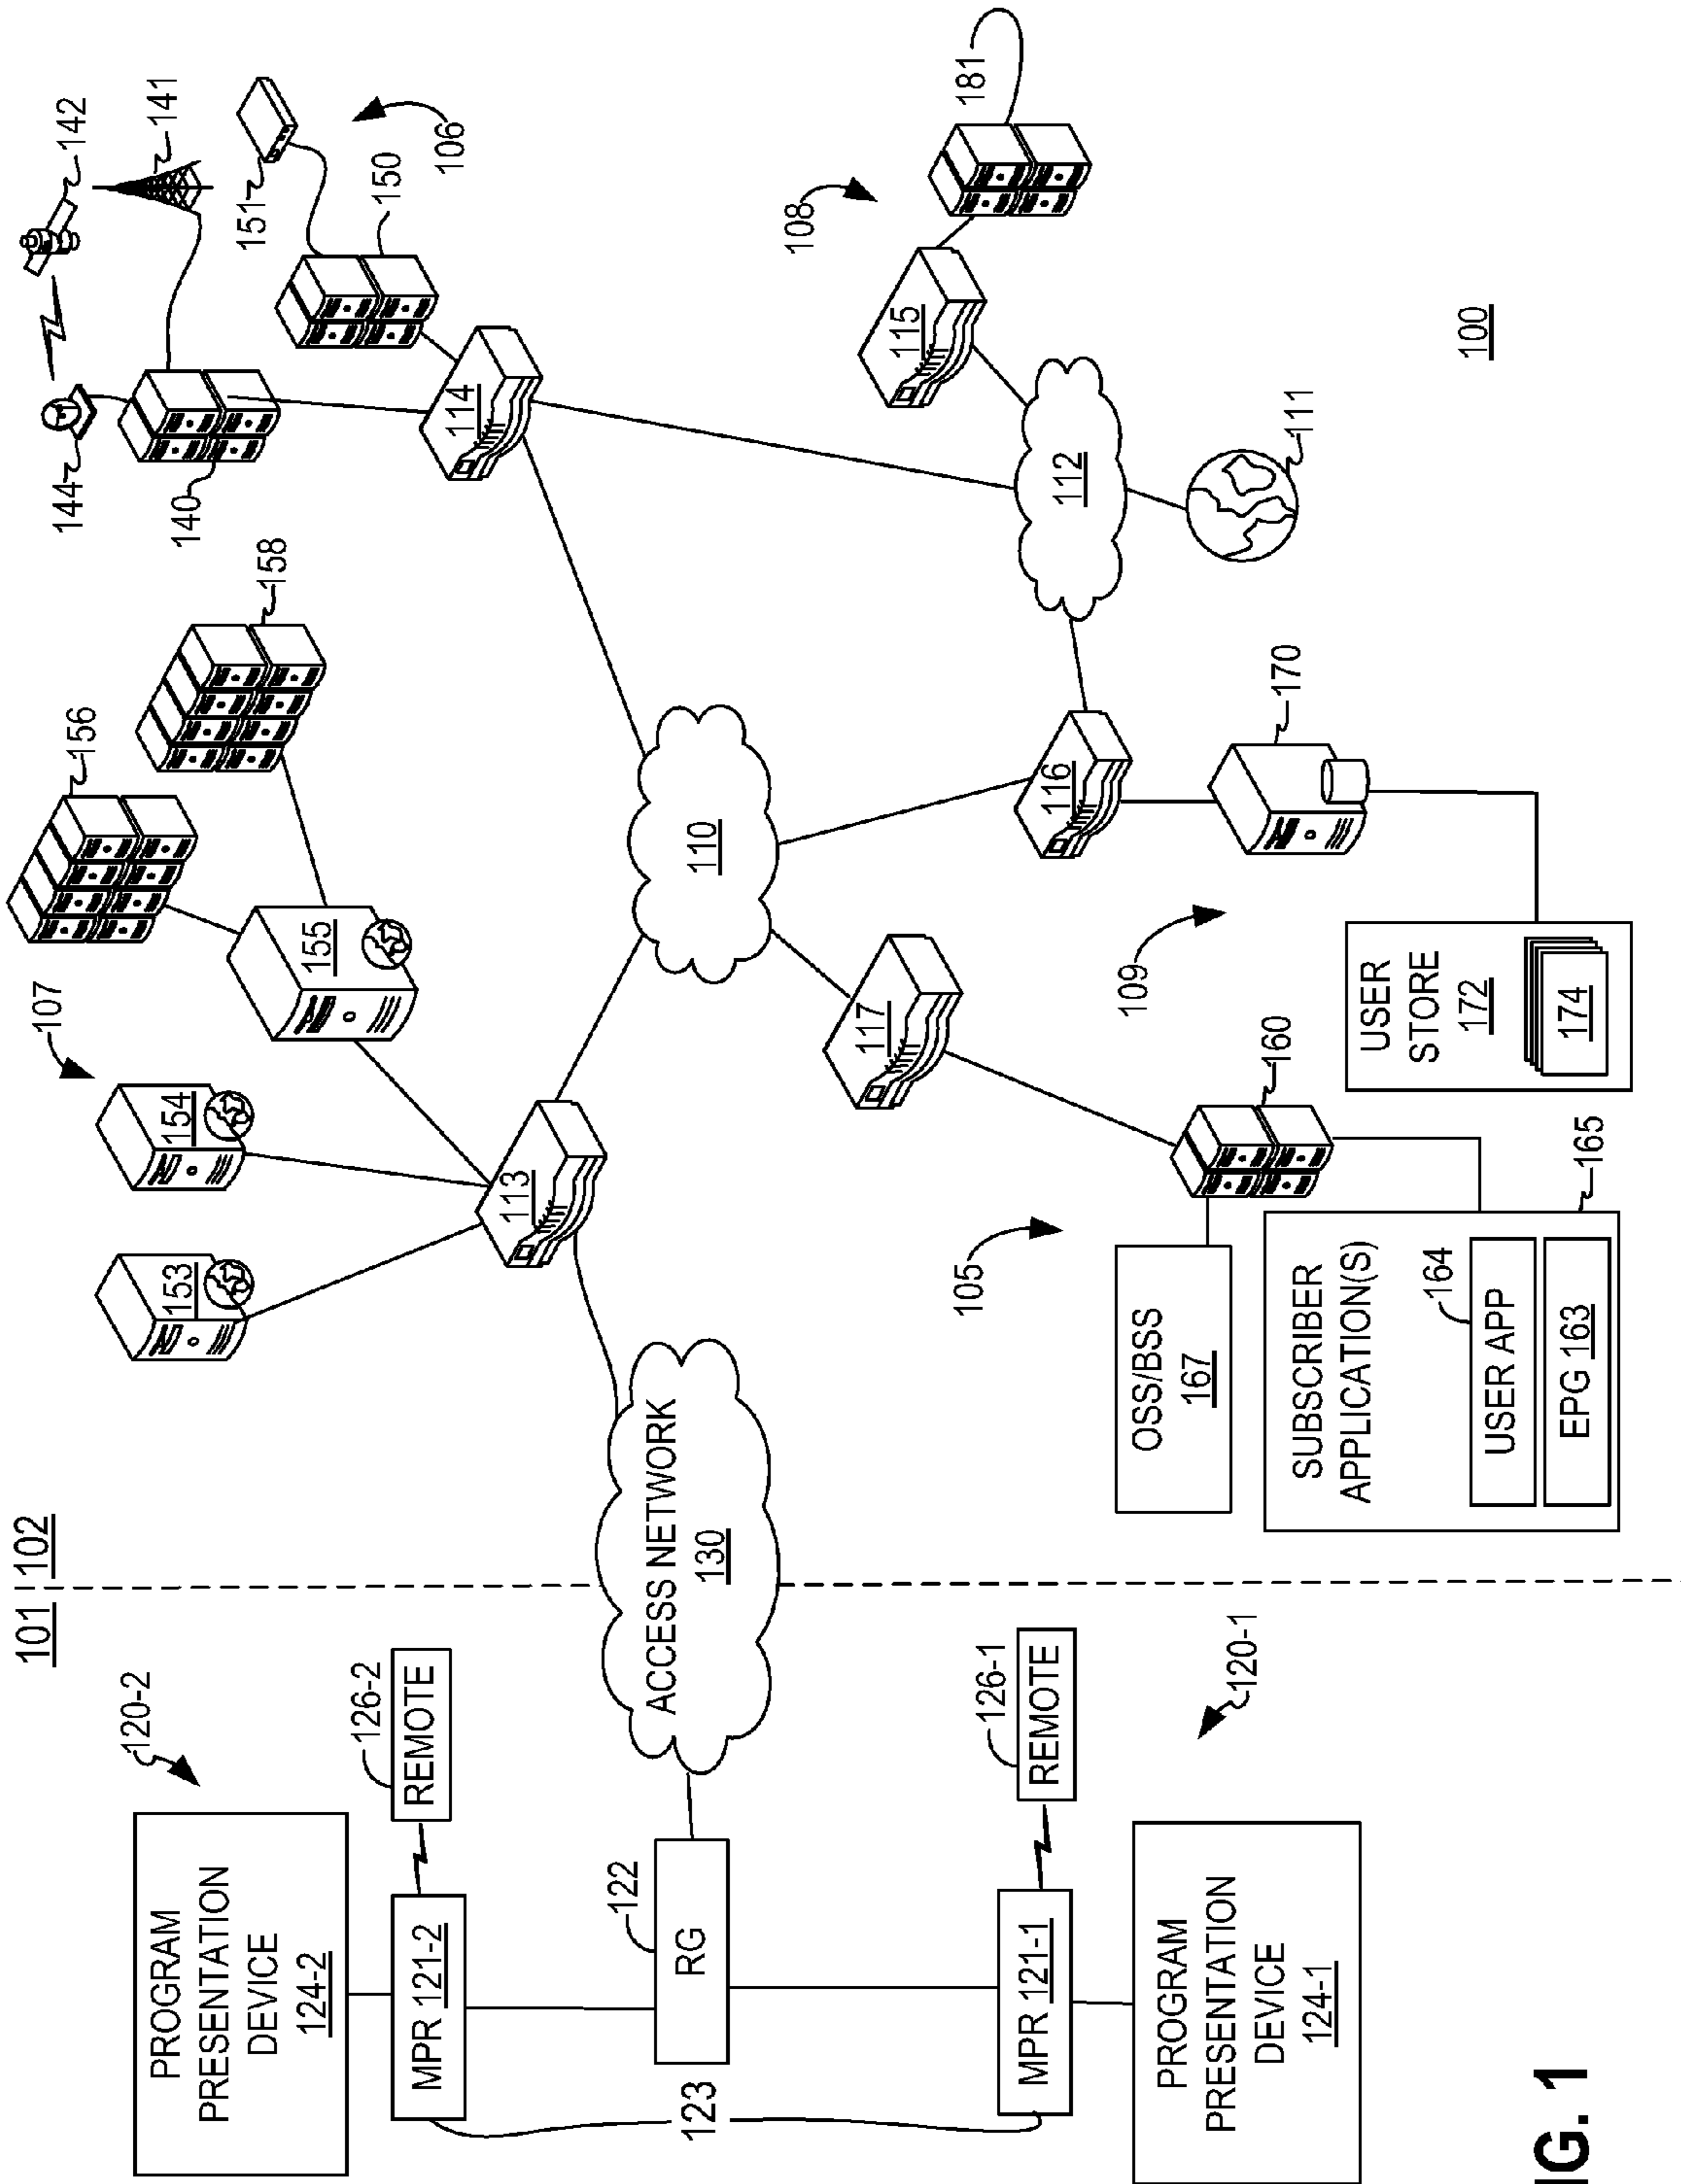 101
102
120-2
PROGRAM
PRESENTATION
DEVICE
124-2
126-2
REMOTE
MPR 121-2
122
RG
123
MPR 121-1
126-1
REMOTE
PROGRAM
PRESENTATION
DEVICE
124-1
120-1
ACCESS NETWORK
130
107
153
154
155
156
158
113
144
142
141
140
151
106
150
114
110
117
116
112
115
108
181
111
105
160
OSS/BSS
167
SUBSCRIBER
APPLICATION(S)
164
165
USER APP
EPG 163
109
170
USER
STORE
172
174
100
IG. 1